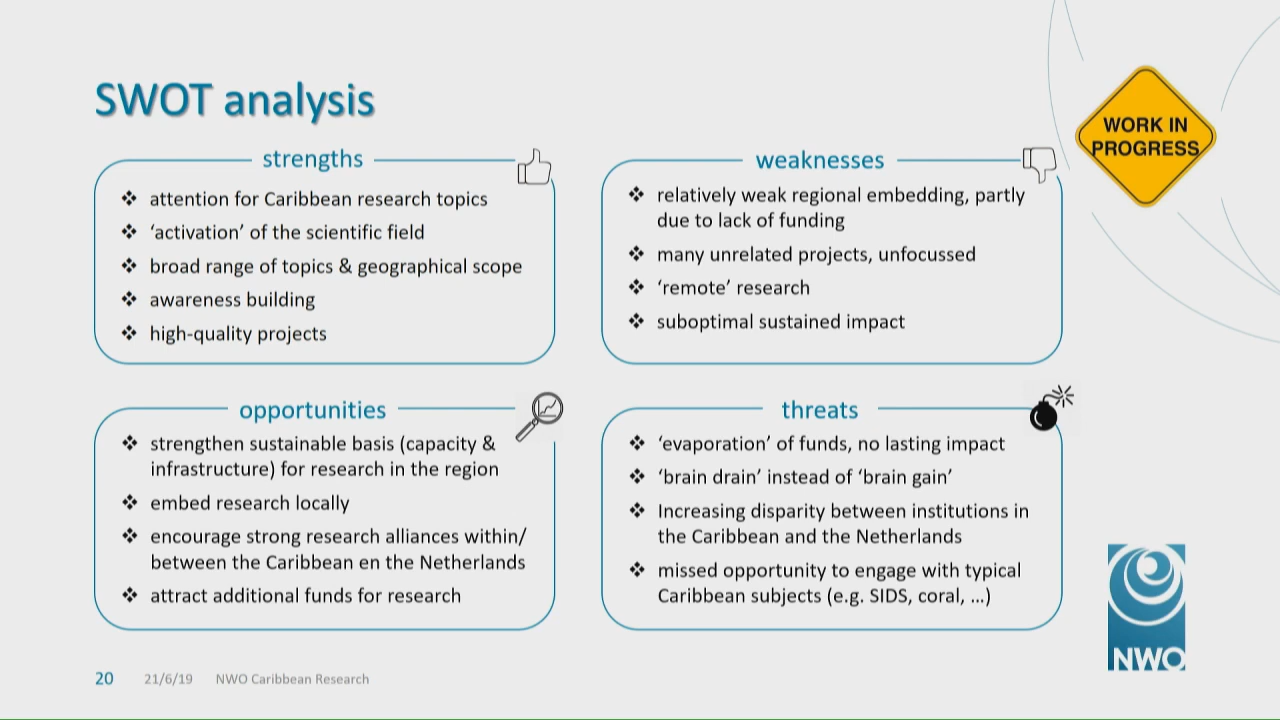 SWOT analysis
WORK IN
PROGRESS
strengths
❖ attention for Caribbean research topics
❖ ‘activation’ of the scientific field
❖ broad range of topics & geographical scope
❖ awareness building
❖ high-quality projects
weaknesses
❖ relatively weak regional embedding, partly
due to lack of funding
❖ many unrelated projects, unfocussed
❖ ‘remote’ research
❖ suboptimal sustained impact
opportunities
❖ strengthen sustainable basis (capacity &
infrastructure) for research in the region
❖ embed research locally
❖ encourage strong research alliances within/
between the Caribbean en the Netherlands
❖ attract additional funds for research
threats
❖ ‘evaporation’ of funds, no lasting impact
❖ ‘brain drain’ instead of ‘brain gain’
❖ Increasing disparity between institutions in
the Caribbean and the Netherlands
❖ missed opportunity to engage with typical
Caribbean subjects (e.g. SIDS, coral, …)
NWO
20 21/6/19 NWO Caribbean Research